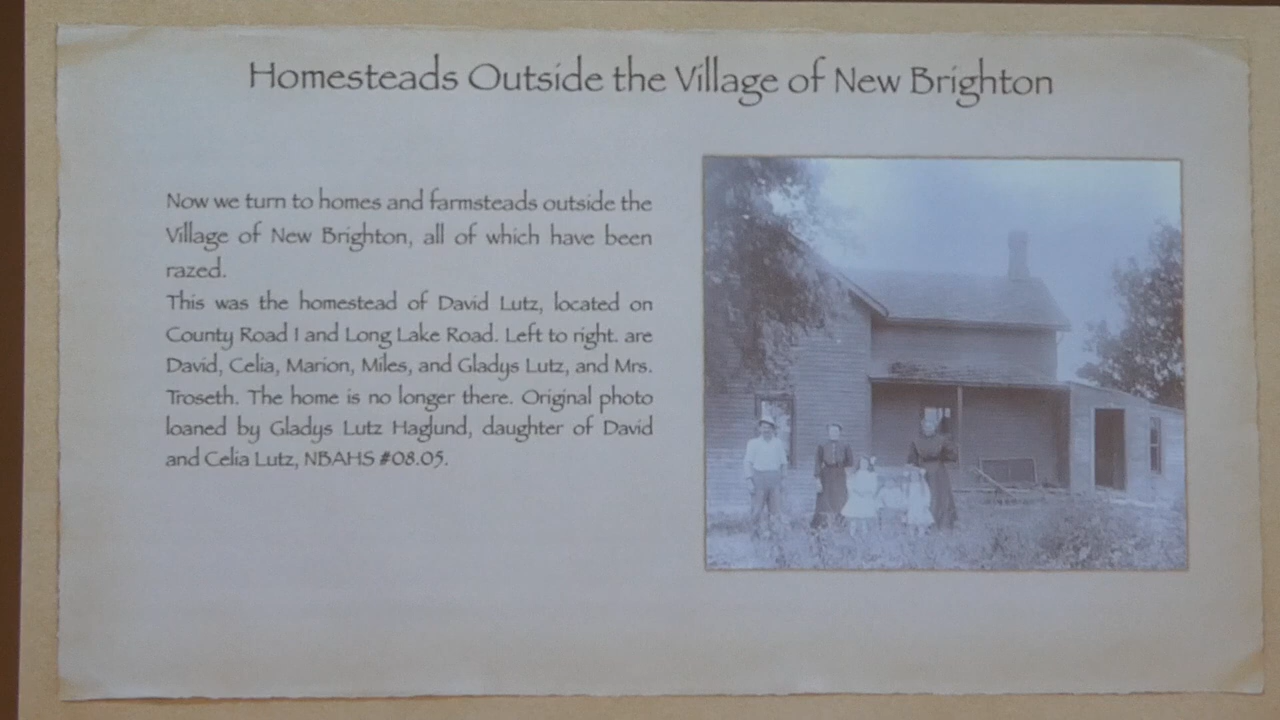 Homesteads Outside the Village of New Brighton
Now we turn to homes and farmsteads outside the
Village of New Brighton, all of which have been
razed.
This was the homestead of David Lutz, located on
County Road I and Long Lake Road. Left to right. are
David, Celia, Marion, Miles, and Gladys Lutz, and Mrs.
Troseth. The home is no longer there. Original photo
loaned by Gladys Lutz Haglund, daughter of David
and Celia Lutz, NBAHS #08.05.